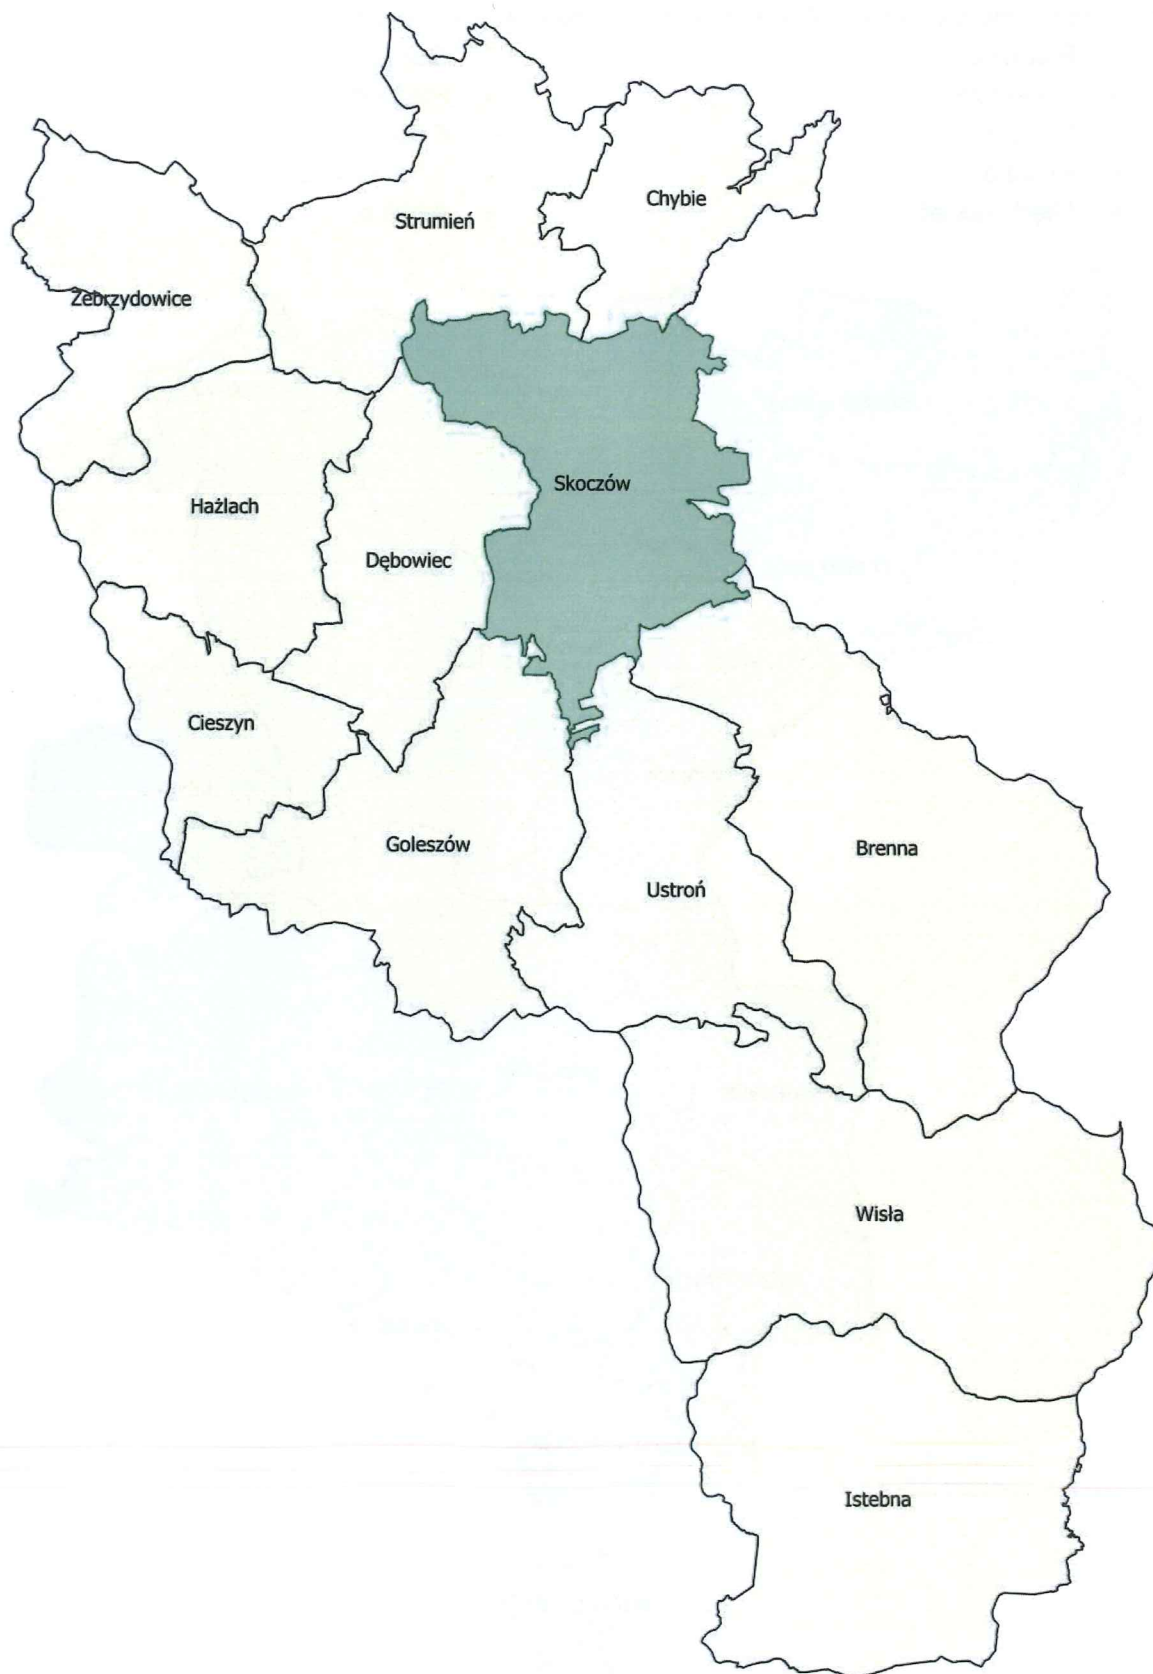 Chybie
Strumień
Zebrzydowice
Skoczów
Hażlach
Dębowiec
Cieszyn
Goleszów
Brenna
Ustroń
Wisła
Istebna